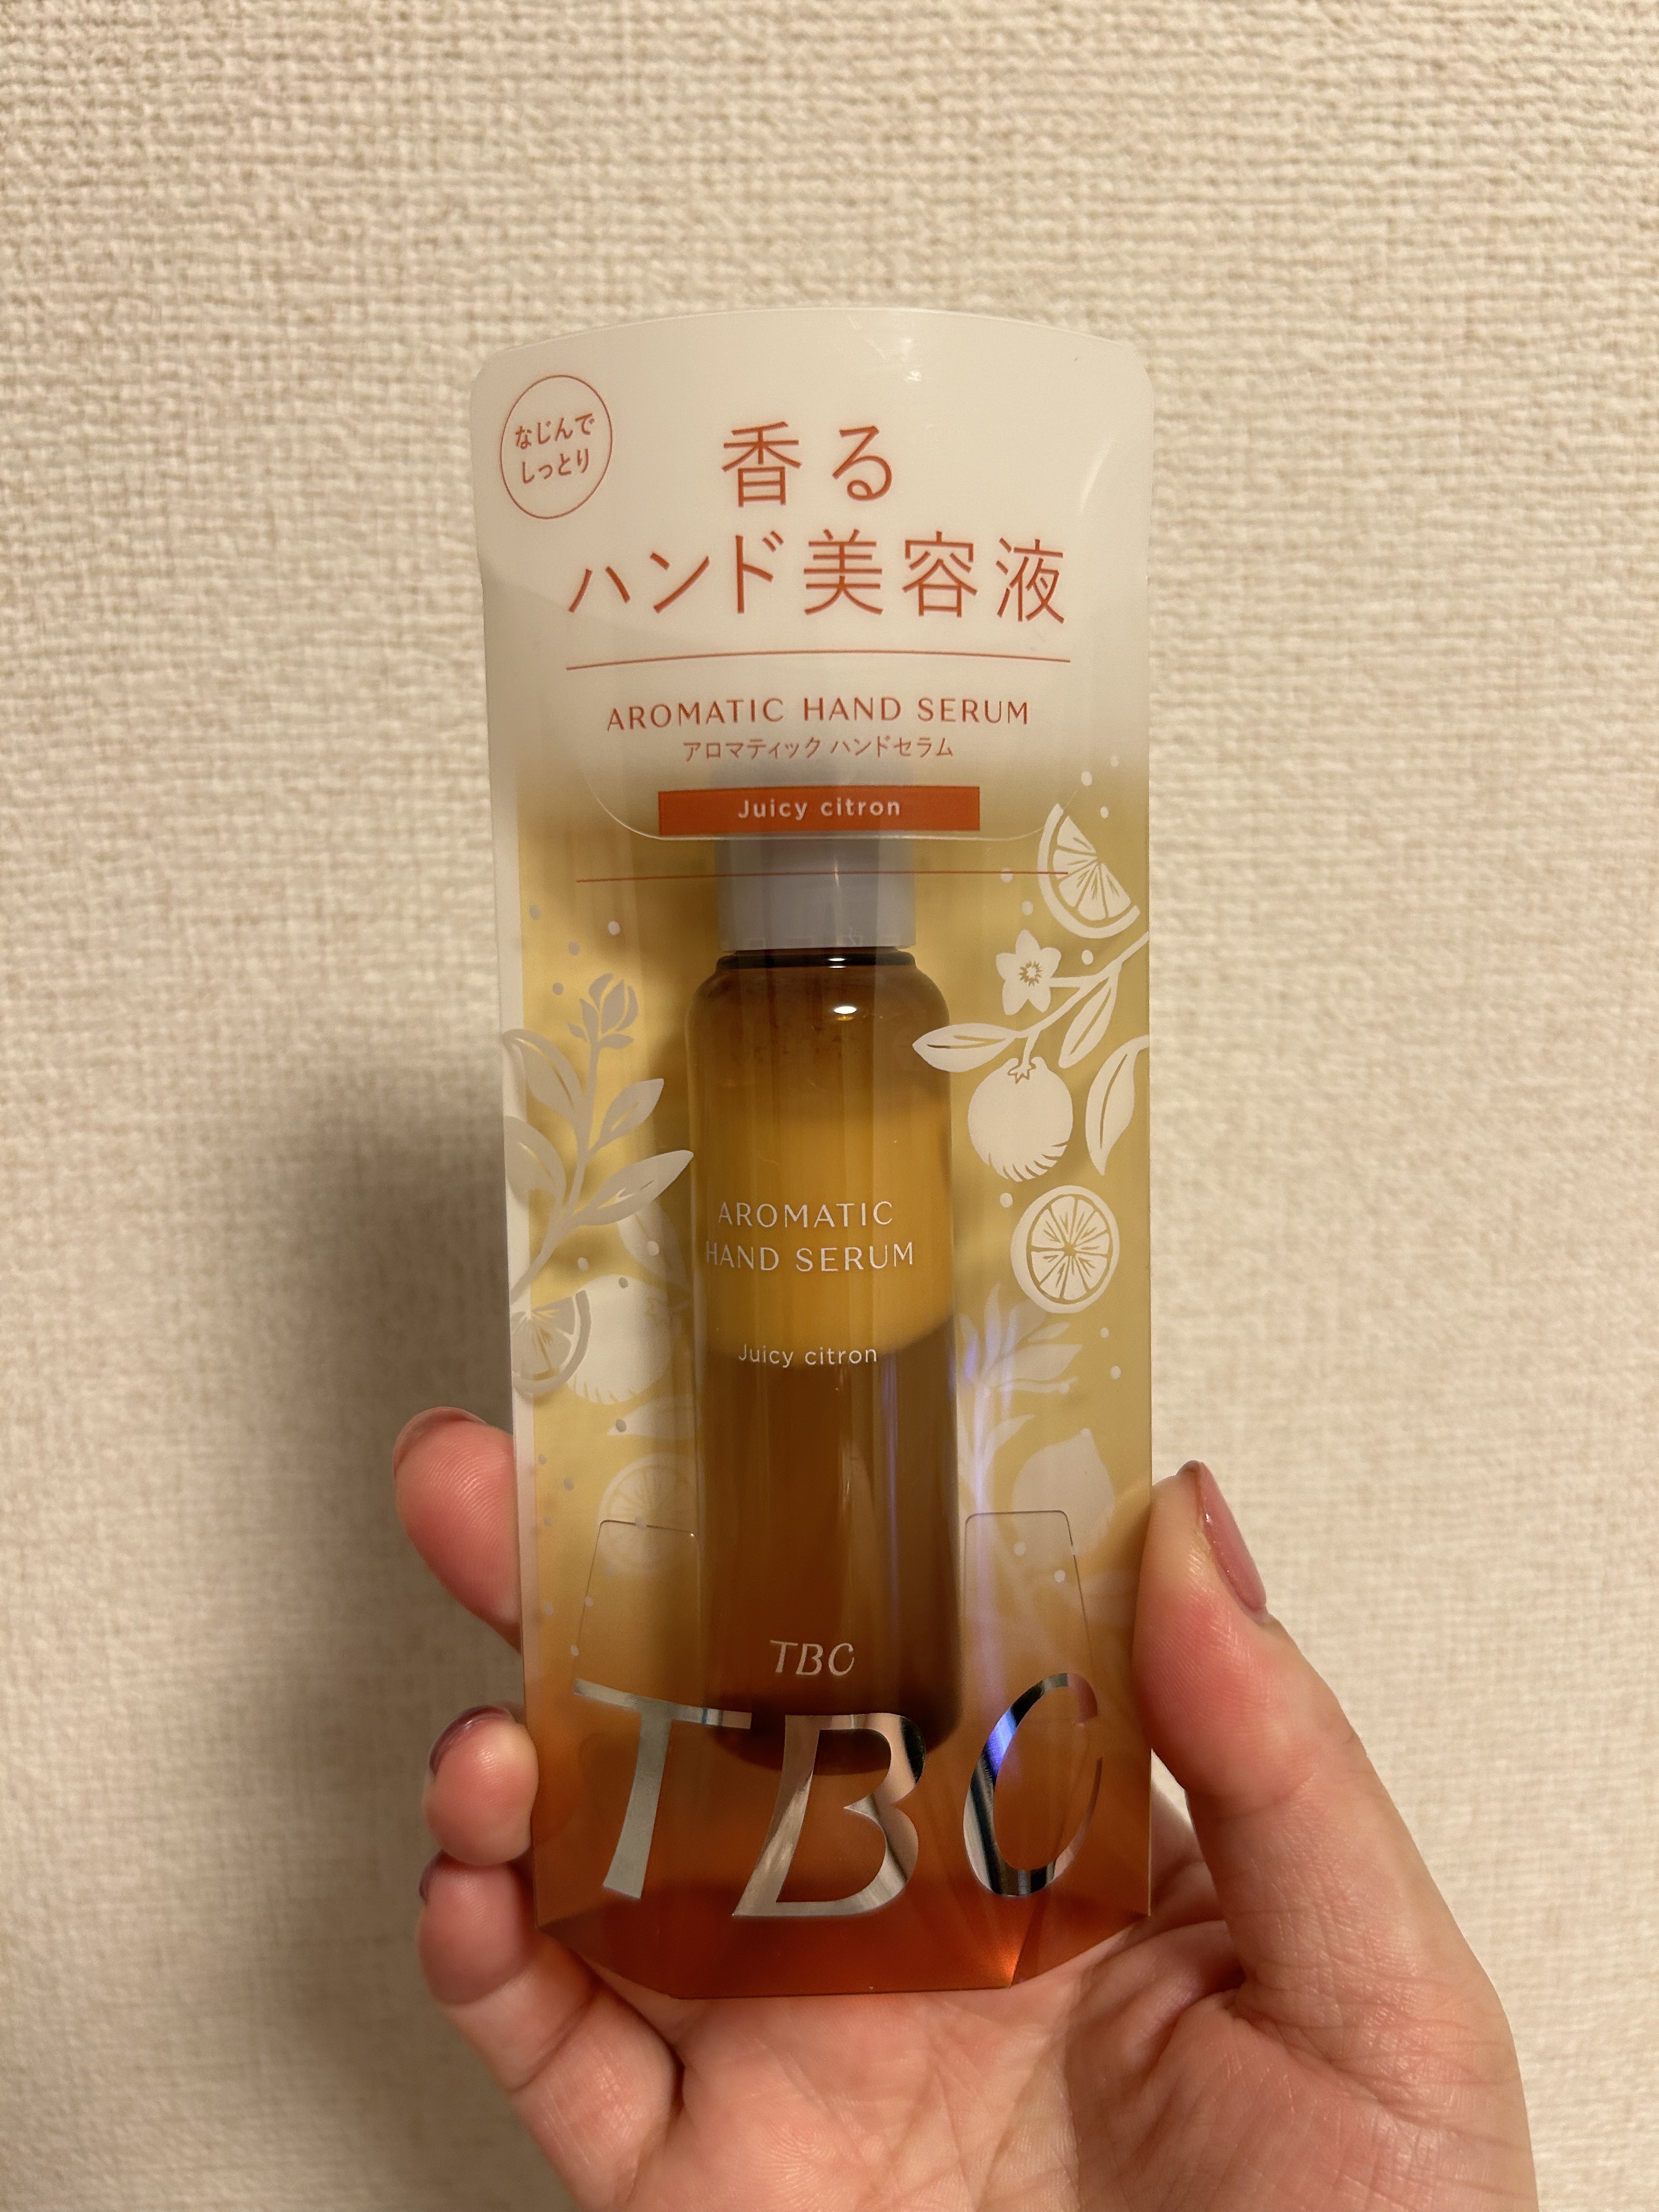 なじんで
しっとり
香る
ハンド美容液
AROMATIC HAND SERUM
アロマティック ハンドセラム
Juicy citron
AROMATIC
HAND SERUM
Juicy citron
TBC
TBC